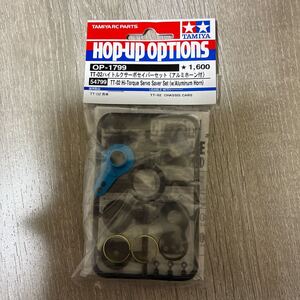 TAMIYA RC PARTS
TAMIYA
HOP-UP OPTIONS
OP-1799
★1,600
TT-02ハイトルクサーボセイバーセット(アルミホーン付)
54799 TT-02 Hi-Torque Servo Saver Set (w/Aluminum Horn)
TT-02 CHASSIS CARS